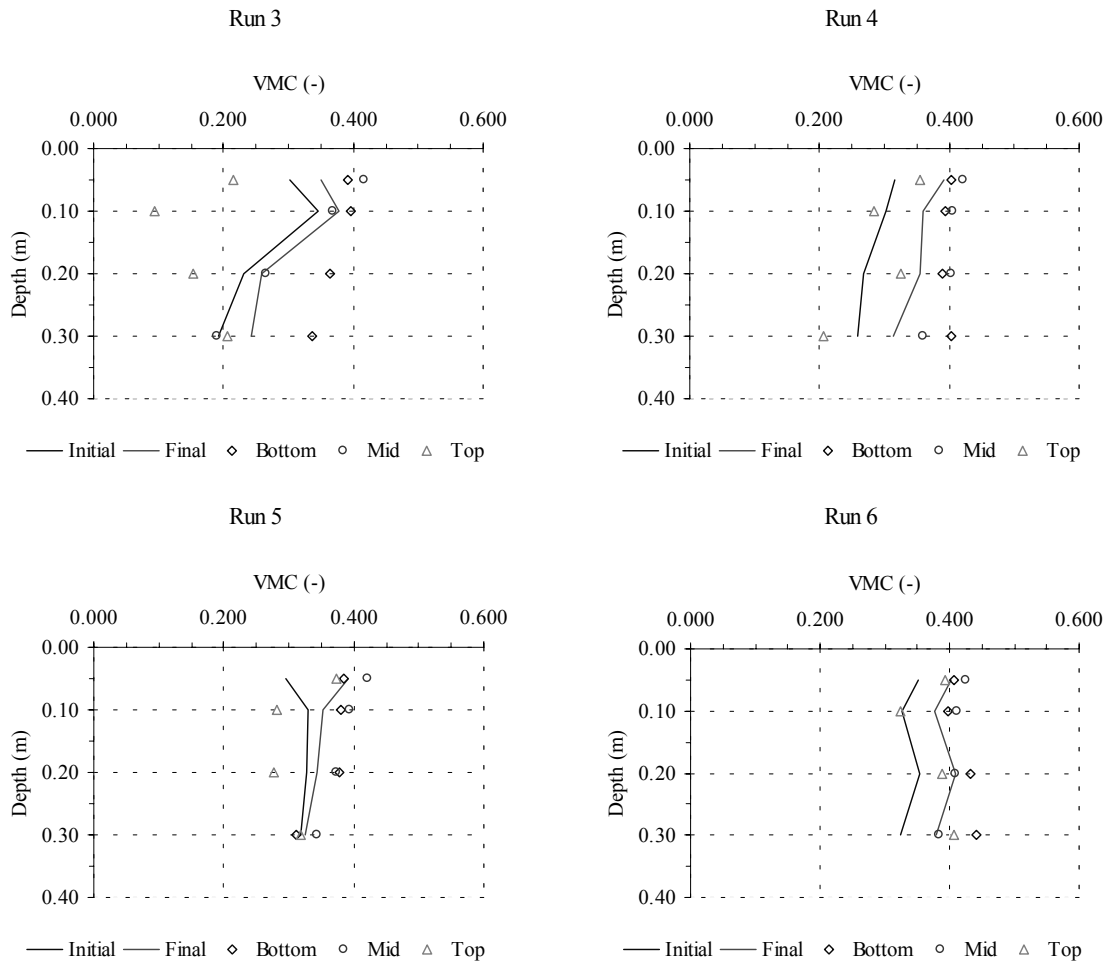 Run 3
VMC (-)
0.000 0.200 0.400 0.600
0.00
0.10
0.20
0.30
0.40
Depth (m)
Initial Final Bottom Mid Top
Run 4
VMC (-)
0.000 0.200 0.400 0.600
0.00
0.10
0.20
0.30
0.40
Depth (m)
Initial Final Bottom Mid Top
Run 5
VMC (-)
0.000 0.200 0.400 0.600
0.00
0.10
0.20
0.30
0.40
Depth (m)
Initial Final Bottom Mid Top
Run 6
VMC (-)
0.000 0.200 0.400 0.600
0.00
0.10
0.20
0.30
0.40
Depth (m)
Initial Final Bottom Mid Top